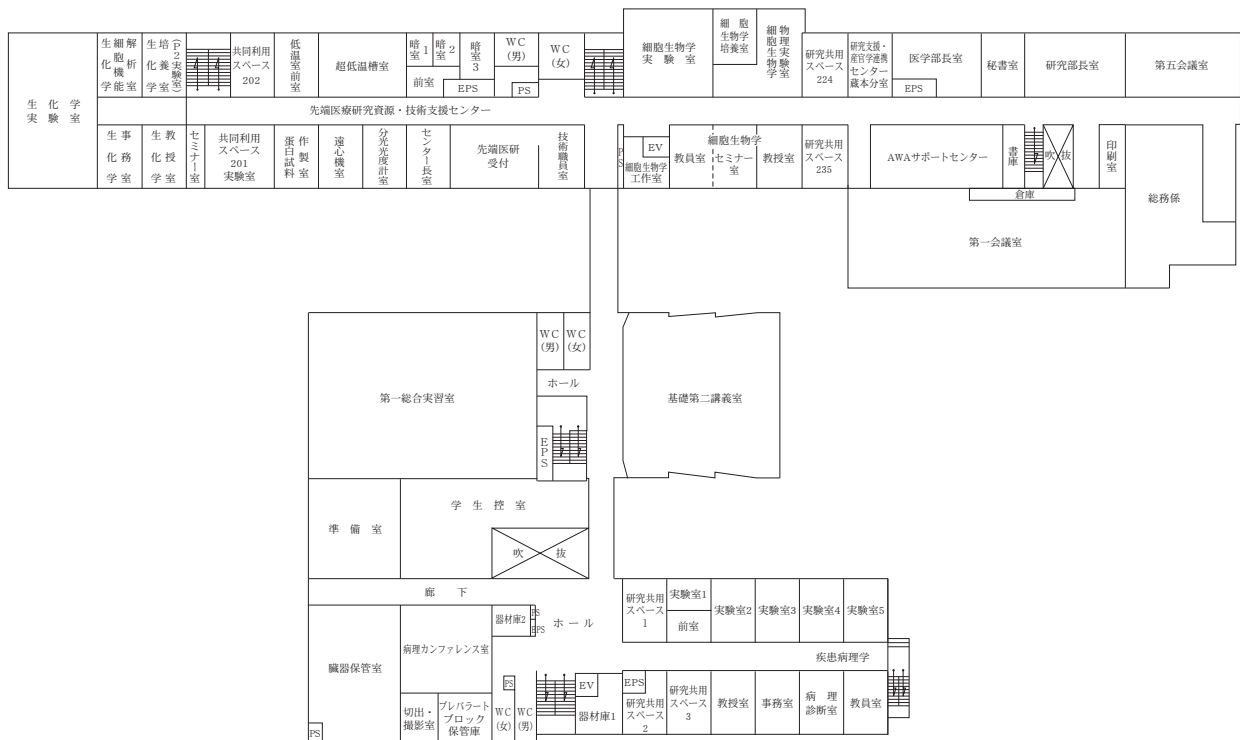 生化学
実験室
生化学
細胞機能
解析室
生化学
培養室
(P2実験室)
共同利用
スペース
202
低温室前室
超低温槽室
暗室1
暗室2
前室
暗室3
EPS
WC
(男)
PS
WC
(女)
細胞生物学
実験室
細胞
生物学
培養室
細胞生物学
物理実験室
研究共用
スペース
224
研究支援・
産官学連携
センター
蔵本分室
医学部長室
EPS
秘書室
研究部長室
第五会議室
先端医療研究資源・技術支援センター
生化学
事務室
生化学
教授室
セミナー室
共同利用
スペース
201
実験室
蛋白試料
作製室
遠心機室
分光光度計室
センター長室
先端医研
受付
技術職員室
PS
EV
細胞生物学
工作室
細胞生物学
教員室
セミナー
室
教授室
研究共用
スペース
235
AWAサポートセンター
書庫
吹抜
印刷室
倉庫
総務係
第一会議室
WC
(男)
WC
(女)
ホール
第一総合実習室
EPS
基礎第二講義室
学生控室
準備室
吹抜
廊下
器材庫2
PS
EPS
ホール
研究共用
スペース
1
実験室1
前室
実験室2
実験室3
実験室4
実験室5
病理カンファレンス室
臓器保管室
疾患病理学
PS
切出・
撮影室
プレパラート
ブロック
保管庫
PS
WC
(女)
WC
(男)
EV
器材庫1
EPS
研究共用
スペース
2
研究共用
スペース
3
教授室
事務室
病理
診断室
教員室